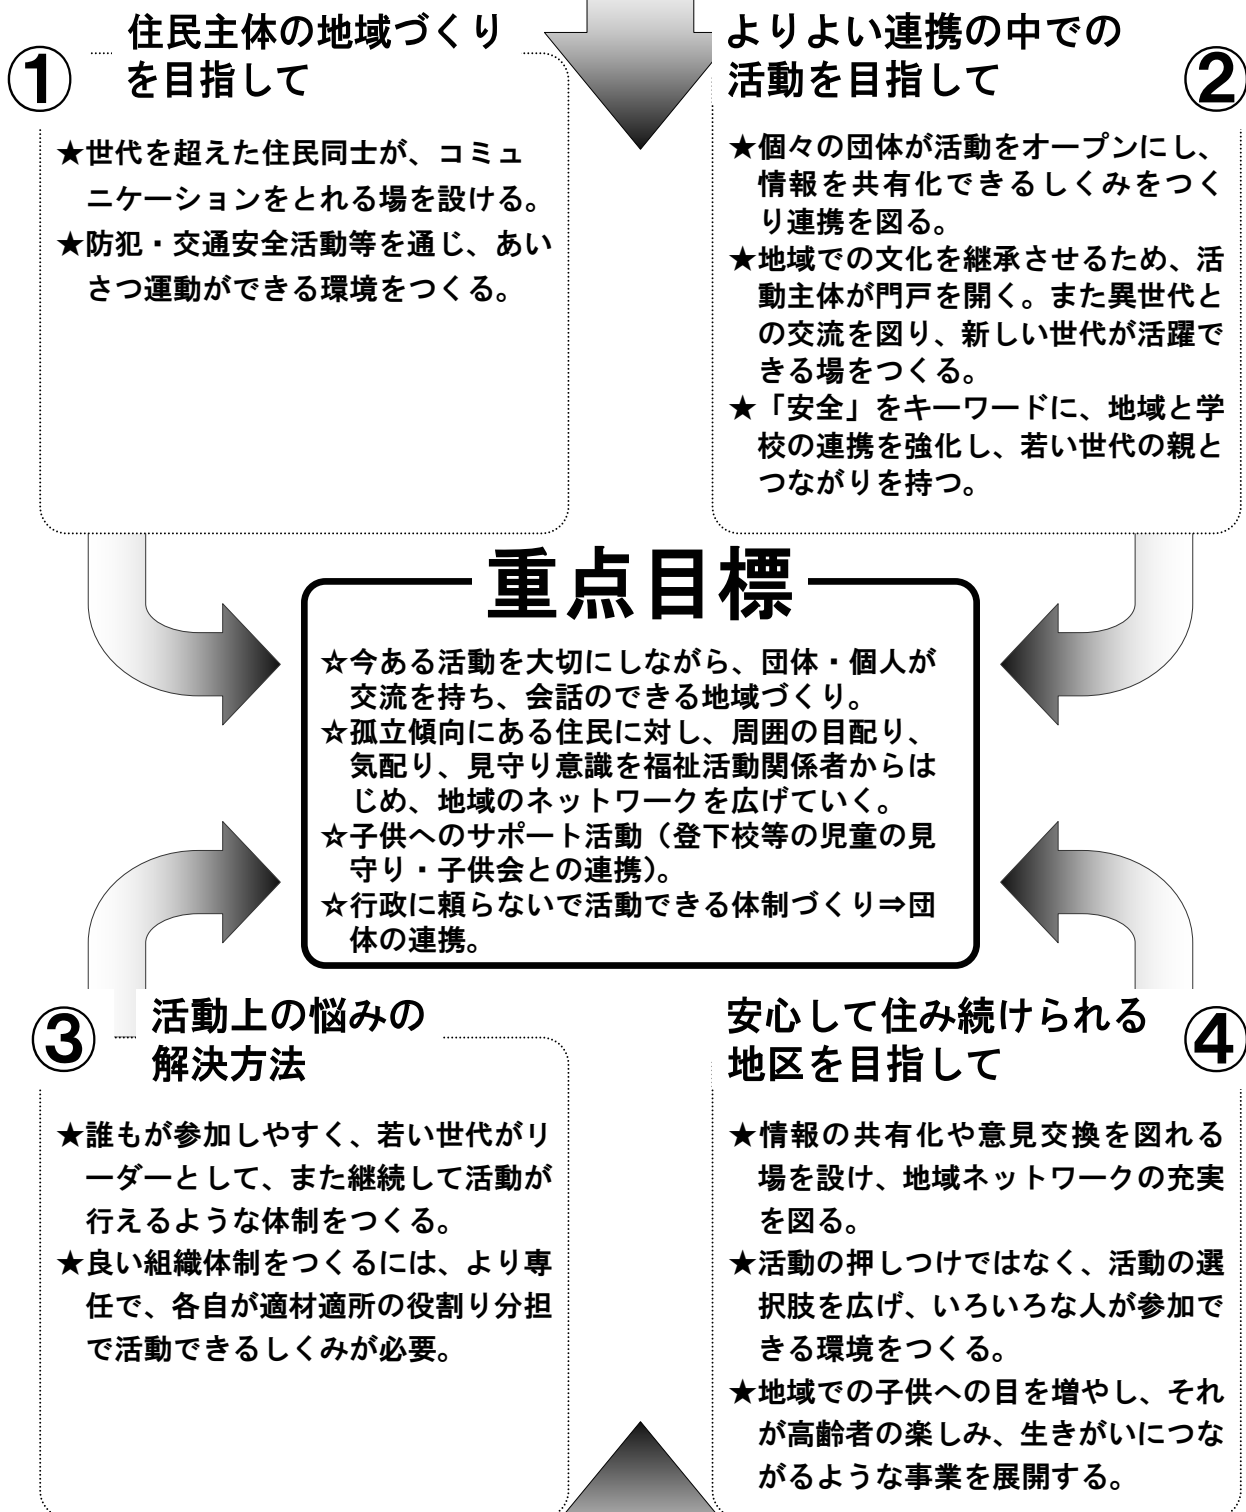 ①
住民主体の地域づくり
を目指して
★世代を超えた住民同士が、コミュ
ニケーションをとれる場を設ける。
★防犯・交通安全活動等を通じ、あい
さつ運動ができる環境をつくる。
よりよい連携の中での
活動を目指して
②
★個々の団体が活動をオープンにし、
情報を共有化できるしくみをつく
り連携を図る。
★地域での文化を継承させるため、活
動主体が門戸を開く。また異世代と
の交流を図り、新しい世代が活躍で
きる場をつくる。
★「安全」をキーワードに、地域と学
校の連携を強化し、若い世代の親と
つながりを持つ。
重点目標
☆今ある活動を大切にしながら、団体・個人が
交流を持ち、会話のできる地域づくり。
☆孤立傾向にある住民に対し、周囲の目配り、
気配り、見守り意識を福祉活動関係者からは
じめ、地域のネットワークを広げていく。
☆子供へのサポート活動（登下校等の児童の見
守り・子供会との連携）。
☆行政に頼らないで活動できる体制づくり⇒団
体の連携。
③
活動上の悩みの
解決方法
★誰もが参加しやすく、若い世代がリ
ーダーとして、また継続して活動が
行えるような体制をつくる。
★良い組織体制をつくるには、より専
任で、各自が適材適所の役割り分担
で活動できるしくみが必要。
安心して住み続けられる
地区を目指して
④
★情報の共有化や意見交換を図れる
場を設け、地域ネットワークの充実
を図る。
★活動の押しつけではなく、活動の選
択肢を広げ、いろいろな人が参加で
きる環境をつくる。
★地域での子供への目を増やし、それ
が高齢者の楽しみ、生きがいにつな
がるような事業を展開する。